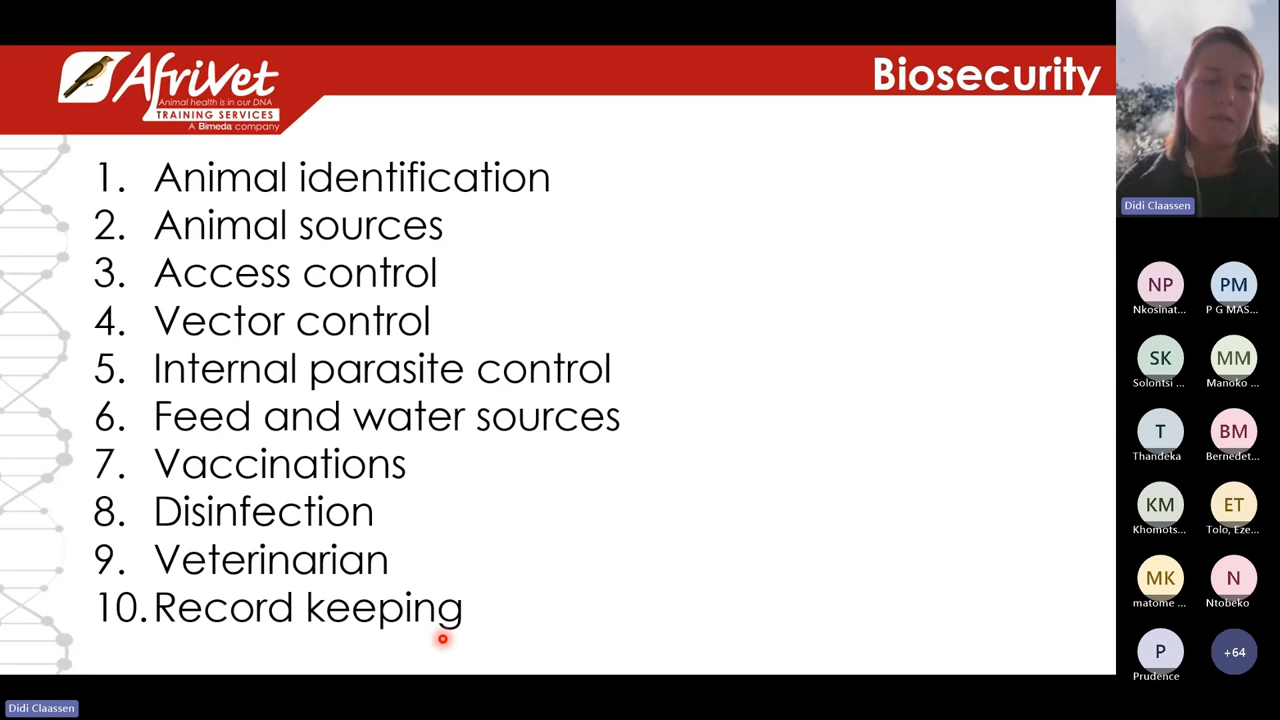 AfriVet
Animal health is in our DNA
TRAINING SERVICES
A Bimeda company
Biosecurity
1. Animal identification
2. Animal sources
3. Access control
4. Vector control
5. Internal parasite control
6. Feed and water sources
7. Vaccinations
8. Disinfection
9. Veterinarian
10. Record keeping
Didi Claassen
NP
Nkosinat...
PM
P G MAS...
SK
Solontsi ...
MM
Manoko ...
T
Thandeka
BM
Bernedet...
KM
Khomots...
ET
Tolo, Eze...
MK
matome ...
N
Ntobeko
P
Prudence
+64
Didi Claassen